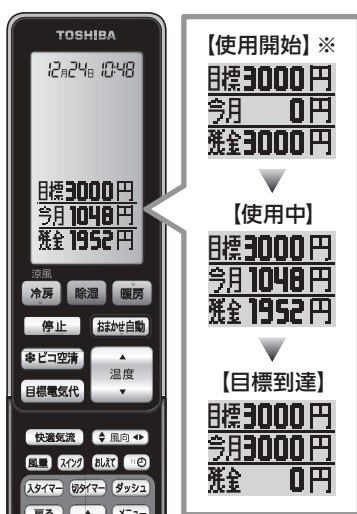 TOSHIBA
12月24日 10:48
目標3000円
今月1048円
残金1952円
涼風
冷房 除湿 暖房
停止 おまかせ自動
ピコ空清
温度
目標電気代
快適気流 風向
風量 スイング おしえて
入タイマー 切タイマー ダッシュ
戻る メニュー
【使用開始】※
目標3000円
今月 0円
残金3000円
【使用中】
目標3000円
今月1048円
残金1952円
【目標到達】
目標3000円
今月3000円
残金 0円